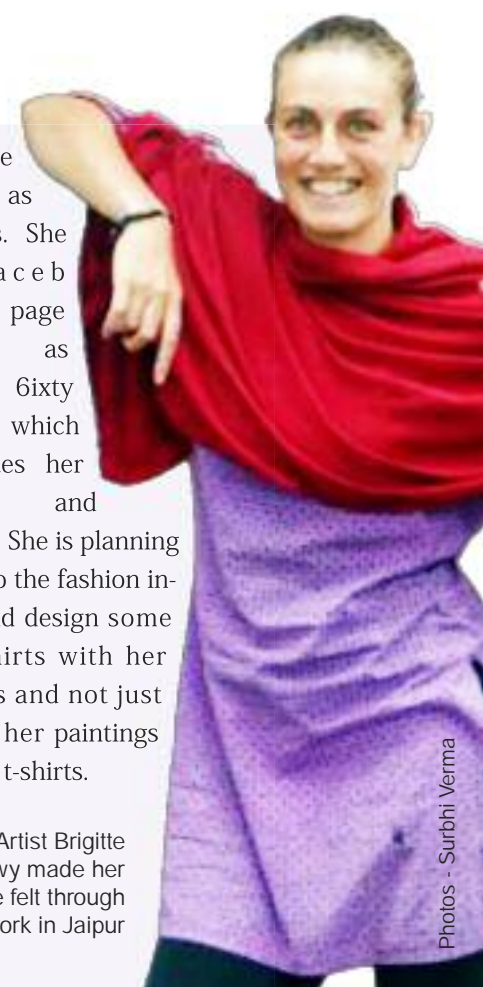 e
as
s. She
aceb
page
as
6ixty
which
es her
and
She is planning
o the fashion in-
d design some
irts with her
s and not just
her paintings
t-shirts.
Artist Brigitte
wy made her
e felt through
ork in Jaipur
Photos - Surbhi Verma